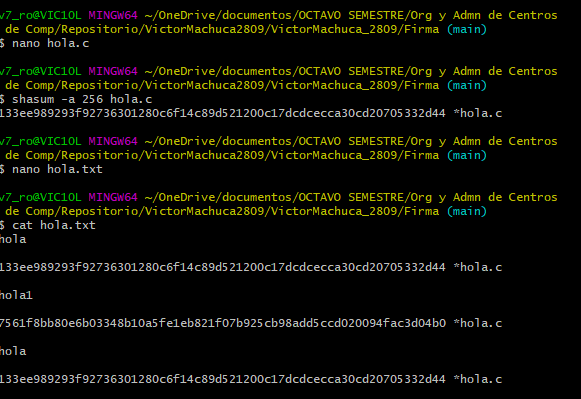 v7_ro@VIC10L MINGW64 ~/OneDrive/documentos/OCTAVO SEMESTRE/Org y Admn de Centros
 de Comp/Repositorio/VictorMachuca2809/VictorMachuca_2809/Firma (main)
$ nano hola.c
v7_ro@VIC10L MINGW64 ~/OneDrive/documentos/OCTAVO SEMESTRE/Org y Admn de Centros
 de Comp/Repositorio/VictorMachuca2809/VictorMachuca_2809/Firma (main)
$ shasum -a 256 hola.c
133ee989293f92736301280c6f14c89d521200c17dcdcecca30cd20705332d44 *hola.c
v7_ro@VIC10L MINGW64 ~/OneDrive/documentos/OCTAVO SEMESTRE/Org y Admn de Centros
 de Comp/Repositorio/VictorMachuca2809/VictorMachuca_2809/Firma (main)
$ nano hola.txt
v7_ro@VIC10L MINGW64 ~/OneDrive/documentos/OCTAVO SEMESTRE/Org y Admn de Centros
 de Comp/Repositorio/VictorMachuca2809/VictorMachuca_2809/Firma (main)
$ cat hola.txt
hola
133ee989293f92736301280c6f14c89d521200c17dcdcecca30cd20705332d44 *hola.c
hola1
7561f8bb80e6b03348b10a5fe1eb821f07b925cb98add5ccd020094fac3d04b0 *hola.c
hola
133ee989293f92736301280c6f14c89d521200c17dcdcecca30cd20705332d44 *hola.c